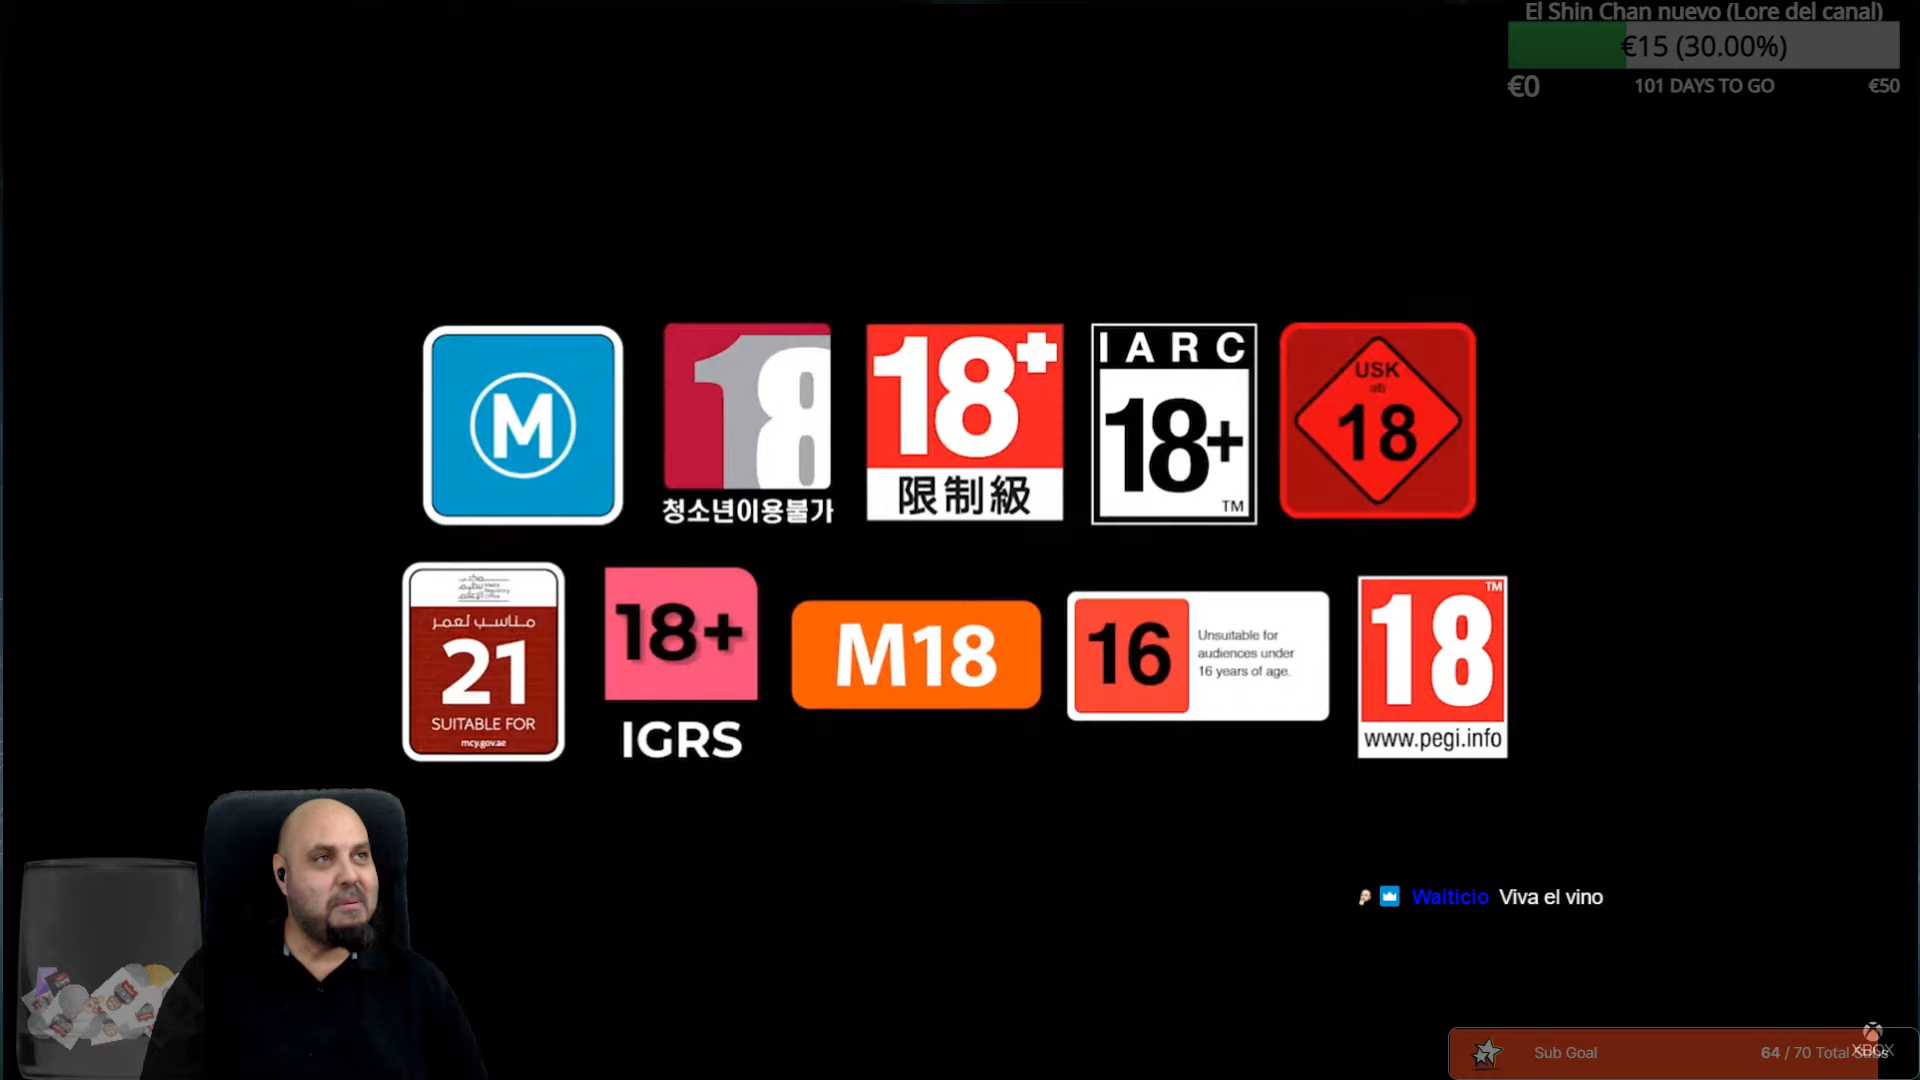 El Shin Chan nuevo (Lore del canal)
€15 (30.00%)
€0 101 DAYS TO GO €50
M
18
청소년이용불가
18+
限制級
IARC
18+
TM
USK
ab
18
مناسب لعمر
21
SUITABLE FOR
mcy.gov.ae
18+
IGRS
M18
16
Unsuitable for
audiences under
16 years of age.
TM
18
www.pegi.info
Waiticio Viva el vino
Sub Goal 64 / 70 Total Subs
XBOX